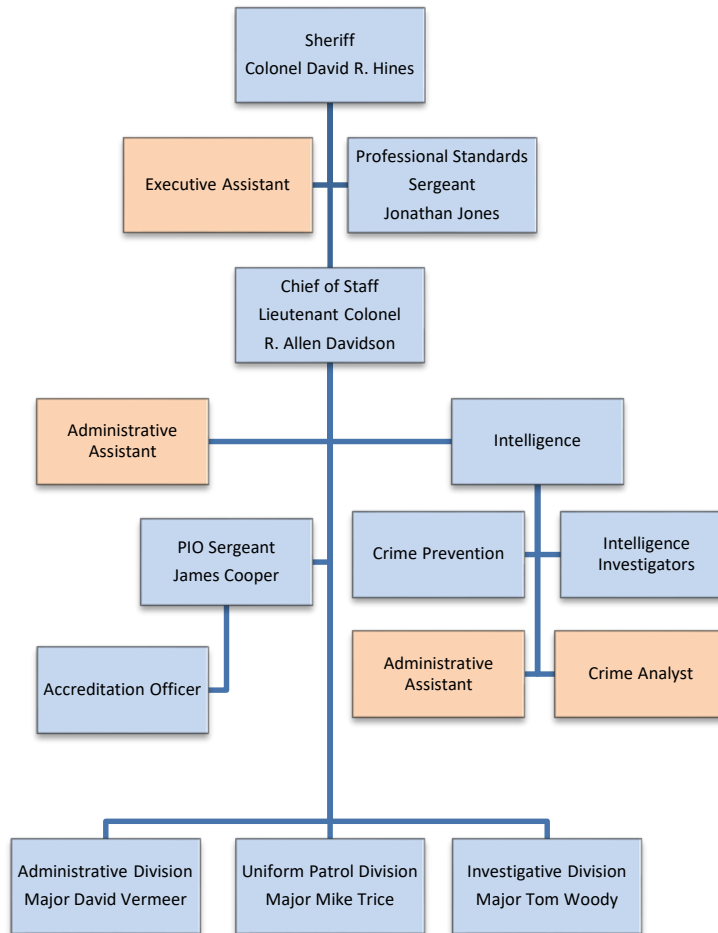 Sheriff
Colonel David R. Hines
Executive Assistant
Professional Standards
Sergeant
Jonathan Jones
Chief of Staff
Lieutenant Colonel
R. Allen Davidson
Administrative
Assistant
Intelligence
PIO Sergeant
James Cooper
Crime Prevention
Intelligence
Investigators
Accreditation Officer
Administrative
Assistant
Crime Analyst
Administrative Division
Major David Vermeer
Uniform Patrol Division
Major Mike Trice
Investigative Division
Major Tom Woody